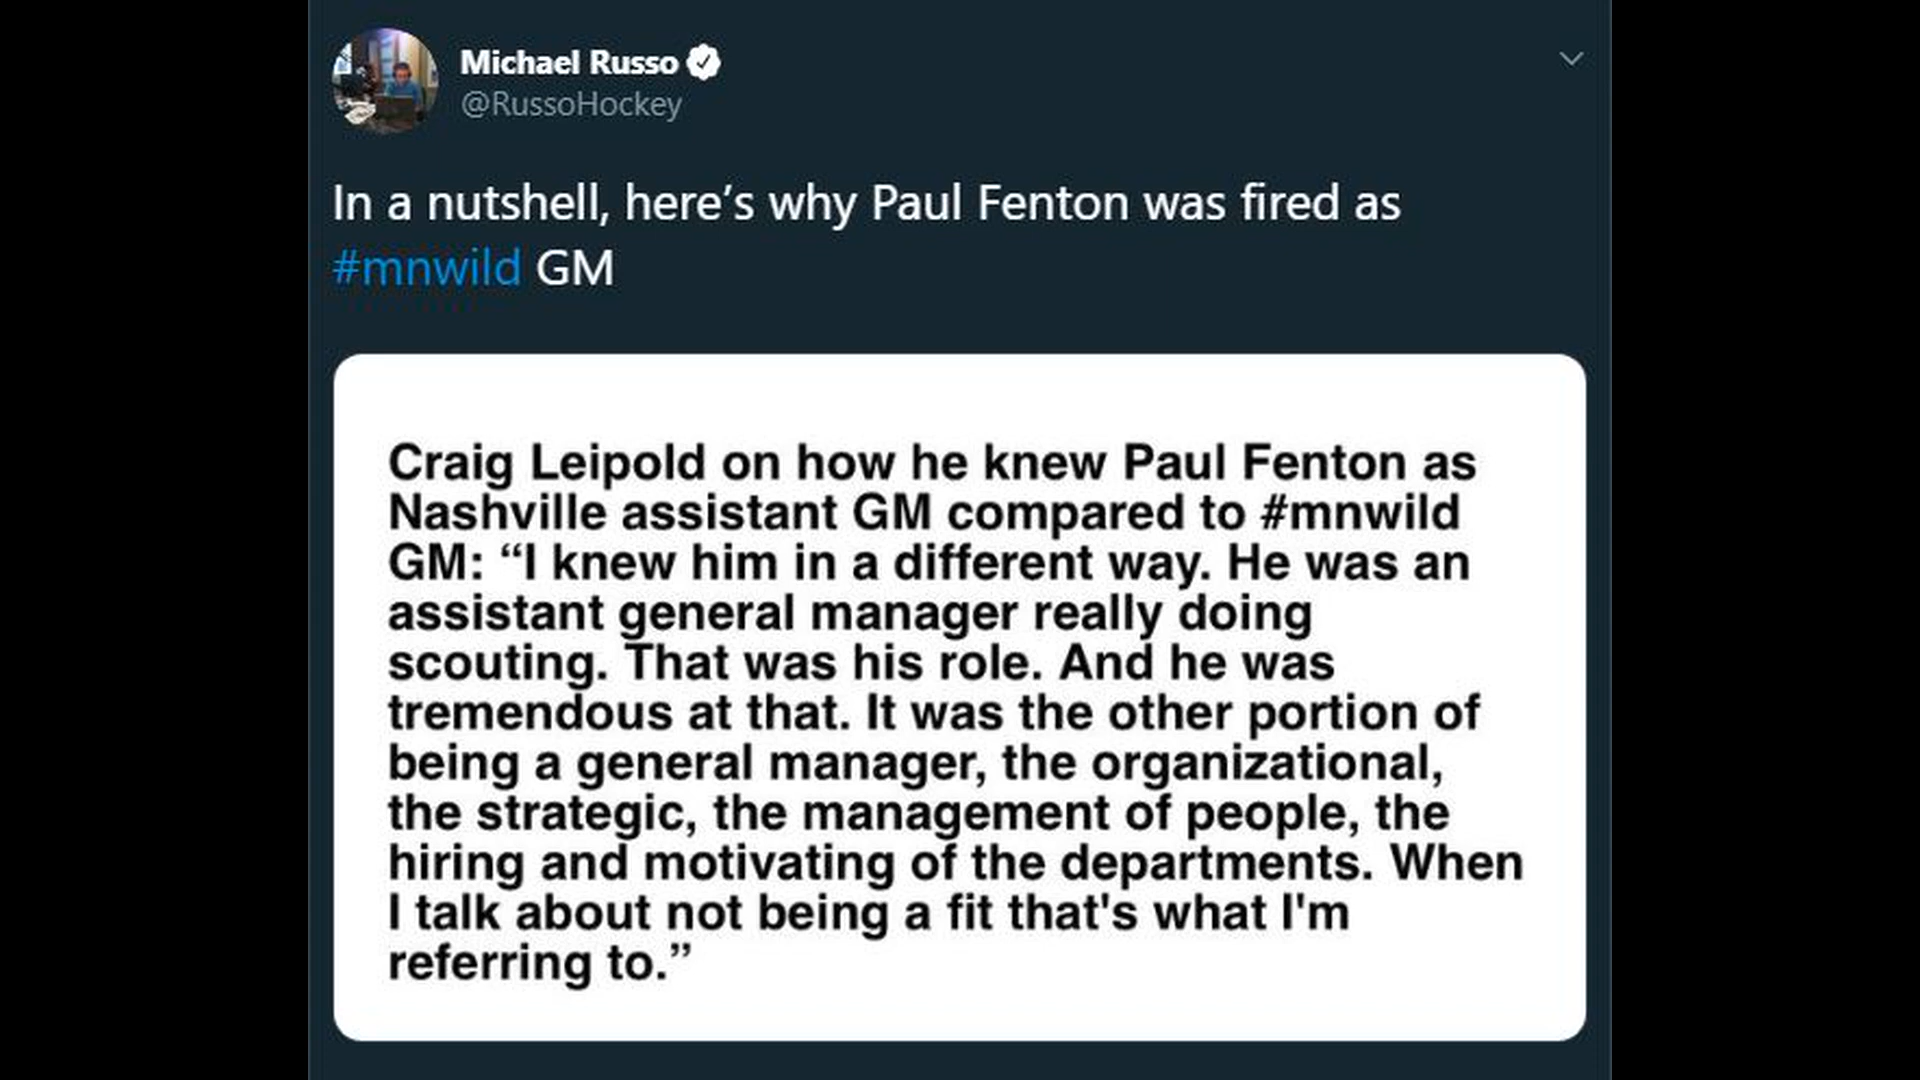 Michael Russo
@RussoHockey
In a nutshell, here’s why Paul Fenton was fired as
#mnwild GM
Craig Leipold on how he knew Paul Fenton as
Nashville assistant GM compared to #mnwild
GM: “I knew him in a different way. He was an
assistant general manager really doing
scouting. That was his role. And he was
tremendous at that. It was the other portion of
being a general manager, the organizational,
the strategic, the management of people, the
hiring and motivating of the departments. When
I talk about not being a fit that's what I'm
referring to.”